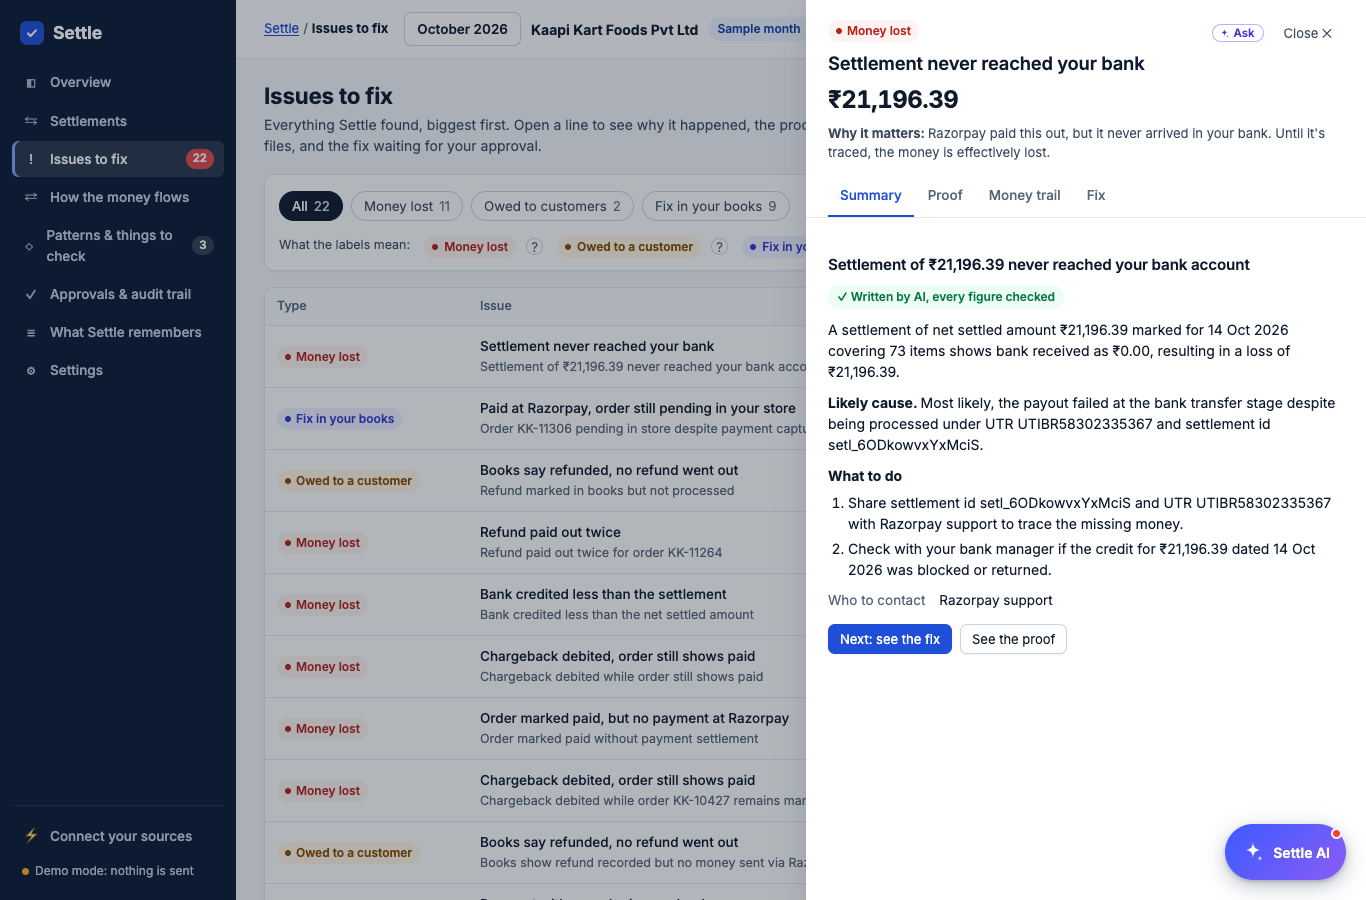 Settle
Overview
Settlements
! Issues to fix 22
How the money flows
Patterns & things to check 3
Approvals & audit trail
What Settle remembers
Settings
Connect your sources
Demo mode: nothing is sent
Settle / Issues to fix October 2026 Kaapi Kart Foods Pvt Ltd Sample month
Issues to fix
Everything Settle found, biggest first. Open a line to see why it happened, the
files, and the fix waiting for your approval.
All 22 Money lost 11 Owed to customers 2 Fix in your books 9
What the labels mean: Money lost ? Owed to a customer ? Fix in
Type Issue
Money lost Settlement never reached your bank
Settlement of ₹21,196.39 never reached your bank
Fix in your books Paid at Razorpay, order still pending in your store
Order KK-11306 pending in store despite payment
Owed to a customer Books say refunded, no refund went out
Refund marked in books but not processed
Money lost Refund paid out twice
Refund paid out twice for order KK-11264
Money lost Bank credited less than the settlement
Bank credited less than the net settled amount
Money lost Chargeback debited, order still shows paid
Chargeback debited while order still shows paid
Money lost Order marked paid, but no payment at Razorpay
Order marked paid without payment settlement
Money lost Chargeback debited, order still shows paid
Chargeback debited while order KK-10427 remains
Owed to a customer Books say refunded, no refund went out
Books show refund recorded but no money sent via
Money lost
Ask
Close ×
Settlement never reached your bank
₹21,196.39
Why it matters: Razorpay paid this out, but it never arrived in your bank. Until it's
traced, the money is effectively lost.
Summary Proof Money trail Fix
Settlement of ₹21,196.39 never reached your bank account
✓ Written by AI, every figure checked
A settlement of net settled amount ₹21,196.39 marked for 14 Oct 2026
covering 73 items shows bank received as ₹0.00, resulting in a loss of
₹21,196.39.
Likely cause. Most likely, the payout failed at the bank transfer stage despite
being processed under UTR UTIBR58302335367 and settlement id
setl_6ODkowvxYxMciS.
What to do
1. Share settlement id setl_6ODkowvxYxMciS and UTR UTIBR58302335367
with Razorpay support to trace the missing money.
2. Check with your bank manager if the credit for ₹21,196.39 dated 14 Oct
2026 was blocked or returned.
Who to contact Razorpay support
Next: see the fix See the proof
Settle AI